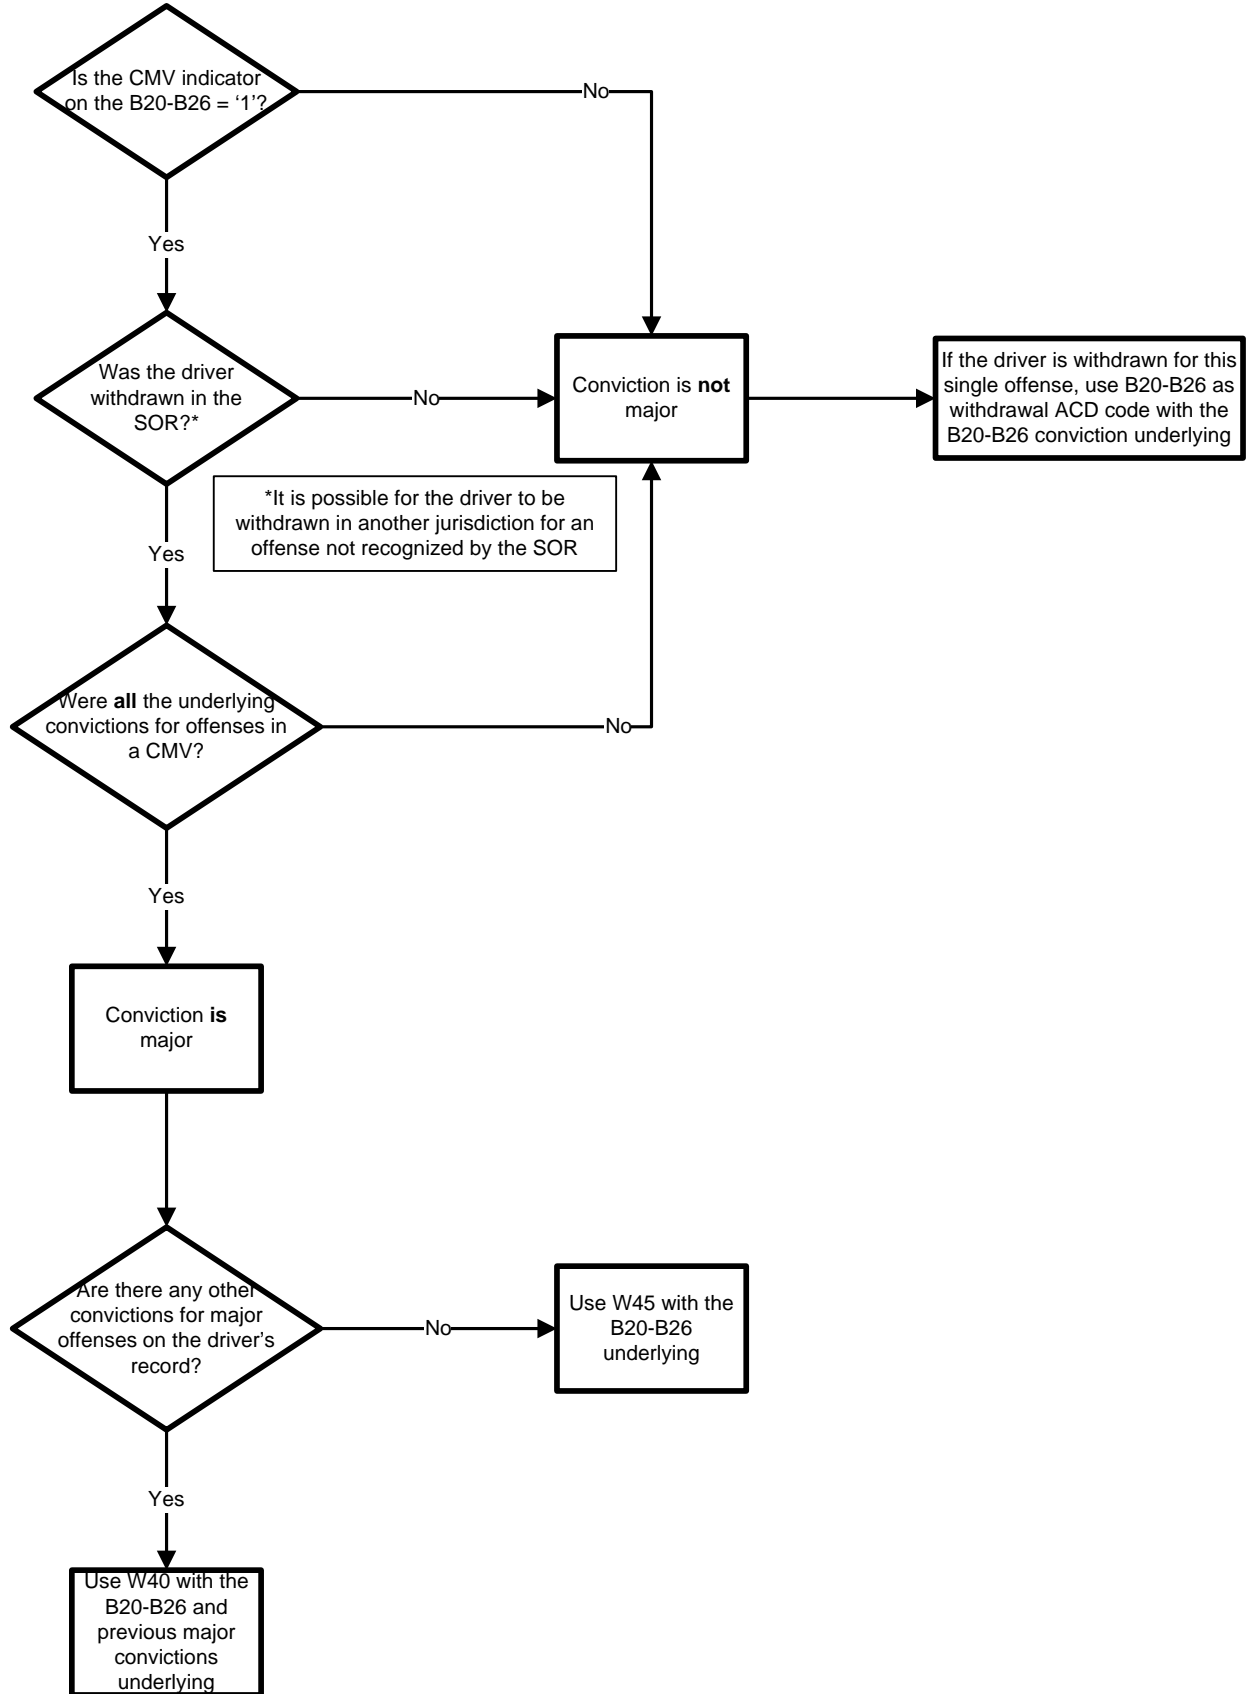 Is the CMV indicator
on the B20-B26 = ‘1’?
No
Yes
Was the driver
withdrawn in the
SOR?*
No
Conviction is not
major
If the driver is withdrawn for this
single offense, use B20-B26 as
withdrawal ACD code with the
B20-B26 conviction underlying
*It is possible for the driver to be
withdrawn in another jurisdiction for an
offense not recognized by the SOR
Yes
Were all the underlying
convictions for offenses in
a CMV?
No
Yes
Conviction is
major
Are there any other
convictions for major
offenses on the driver’s
record?
No
Use W45 with the
B20-B26
underlying
Yes
Use W40 with the
B20-B26 and
previous major
convictions
underlying